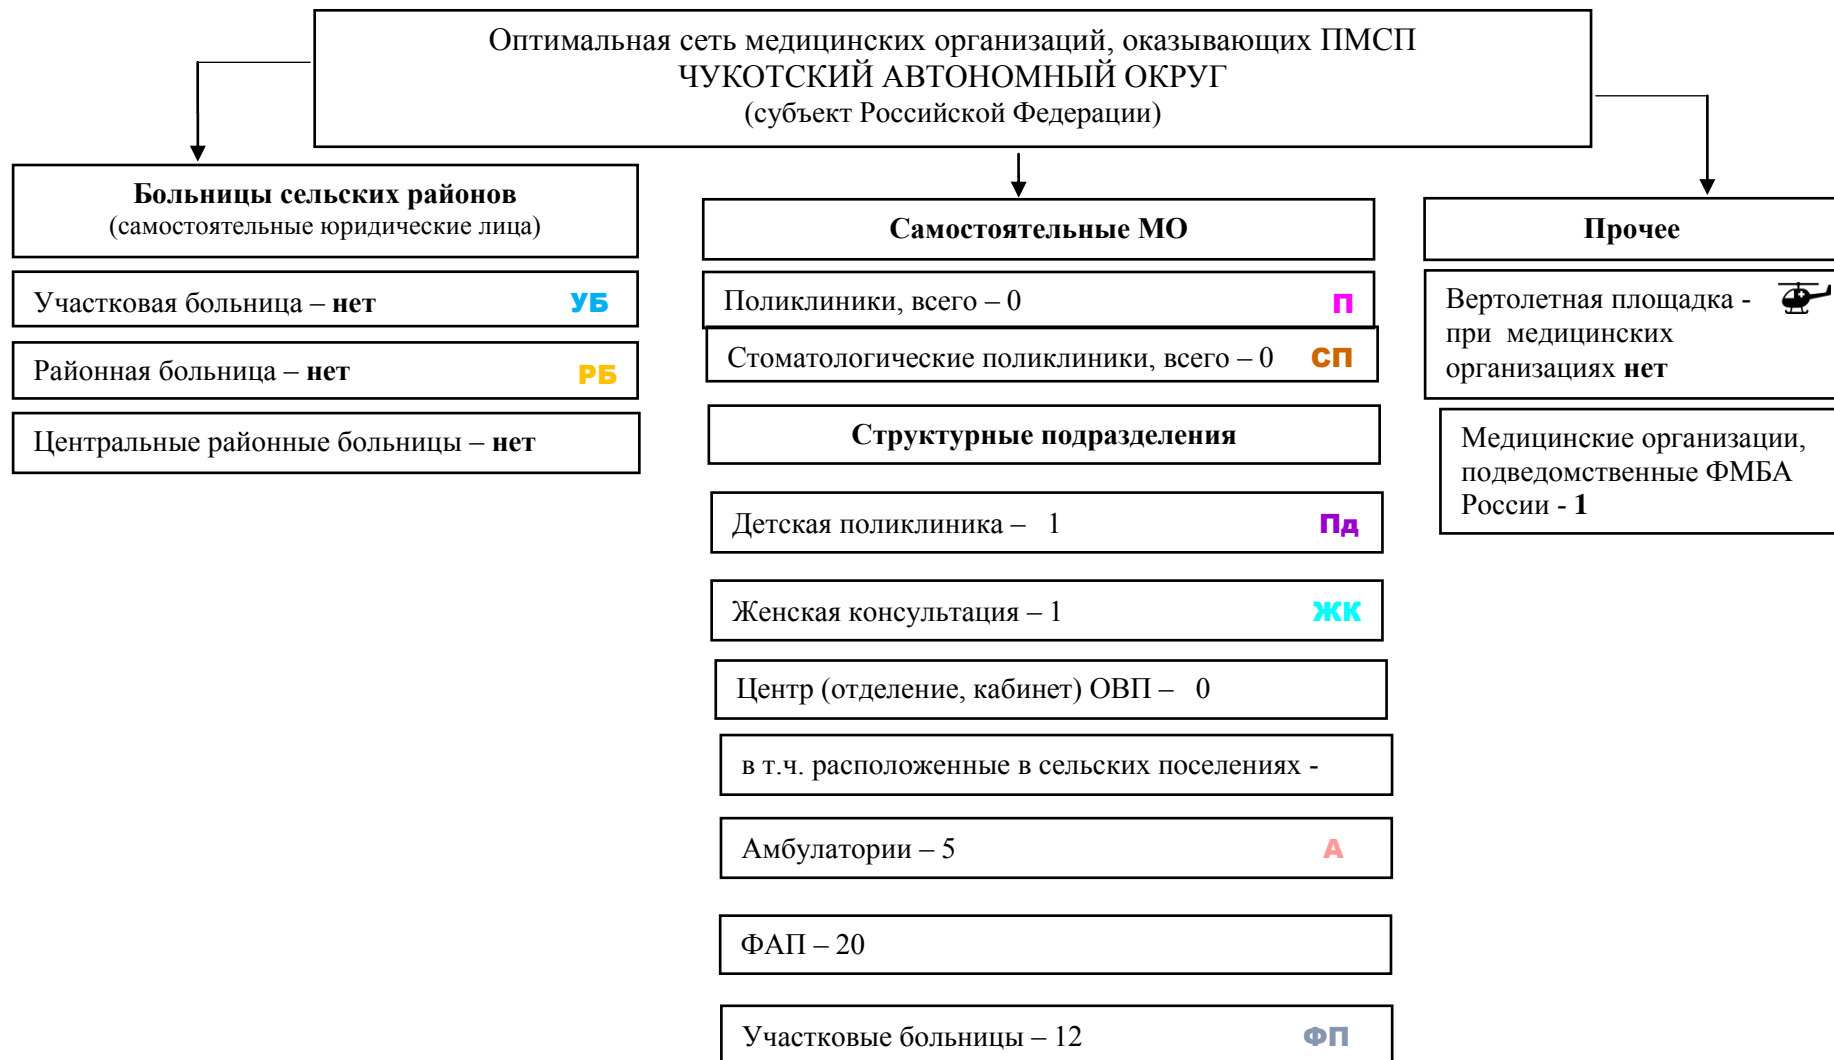 Оптимальная сеть медицинских организаций, оказывающих ПМСП
ЧУКОТСКИЙ АВТОНОМНЫЙ ОКРУГ
(субъект Российской Федерации)
Больницы сельских районов
(самостоятельные юридические лица)
Участковая больница – нет УБ
Районная больница – нет РБ
Центральные районные больницы – нет
Самостоятельные МО
Поликлиники, всего – 0 П
Стоматологические поликлиники, всего – 0 СП
Структурные подразделения
Детская поликлиника – 1 Пд
Женская консультация – 1 ЖК
Центр (отделение, кабинет) ОВП – 0
в т.ч. расположенные в сельских поселениях -
Амбулатории – 5 А
ФАП – 20
Участковые больницы – 12 ФП
Прочее
Вертолетная площадка -
при медицинских
организациях нет
Медицинские организации,
подведомственные ФМБА
России - 1